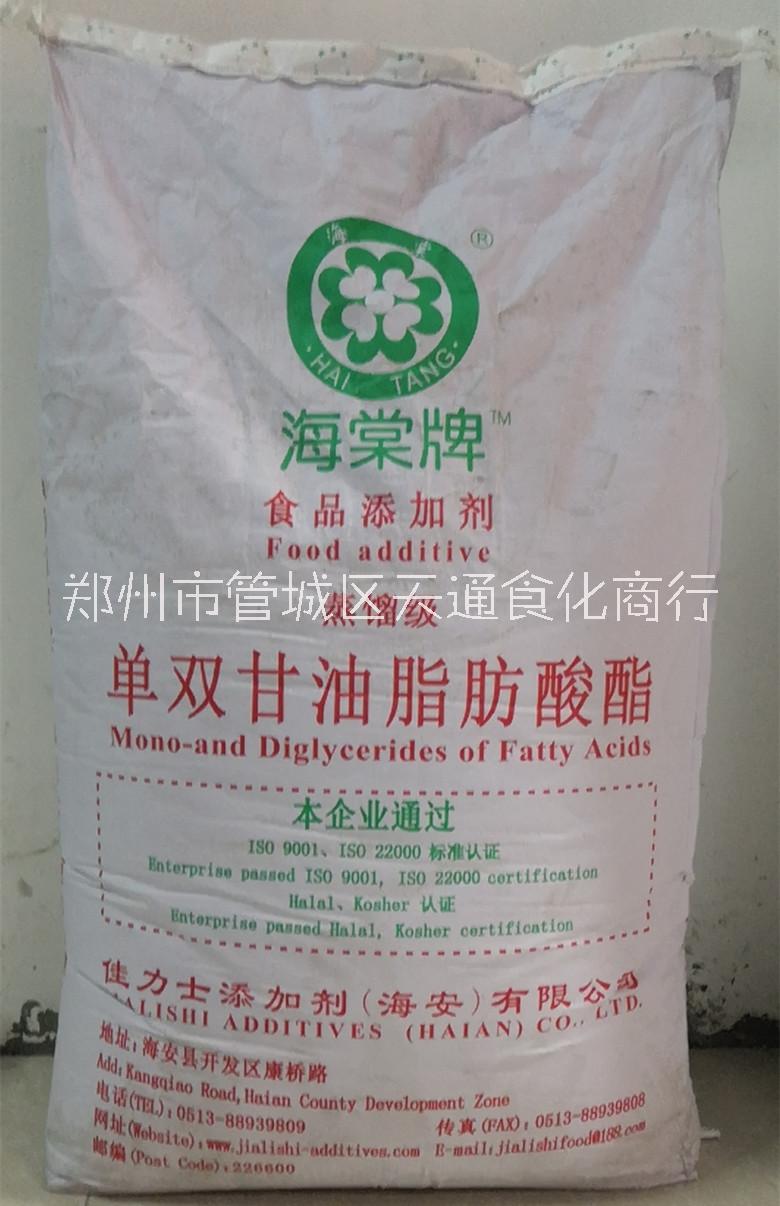 海棠
®
HAI TANG
海棠牌™
食品添加剂
Food additive
郑州市管城区天通食化商行
蒸馏级
单双甘油脂肪酸酯
Mono-and Diglycerides of Fatty Acids
本企业通过
ISO 9001、ISO 22000 标准认证
Enterprise passed ISO 9001, ISO 22000 certification
Halal、Kosher 认证
Enterprise passed Halal, Kosher certification
佳力士添加剂(海安)有限公司
JIALISHI ADDITIVES (HAIAN) CO., LTD.
地址:海安县开发区康桥路
Add:Kangqiao Road,Haian County Development Zone
电话(TEL):0513-88939809 传真(FAX):0513-88939808
网址(Website):www.jialishi-additives.com E-mail:jialishifood@188.com
邮编(Post Code):226600